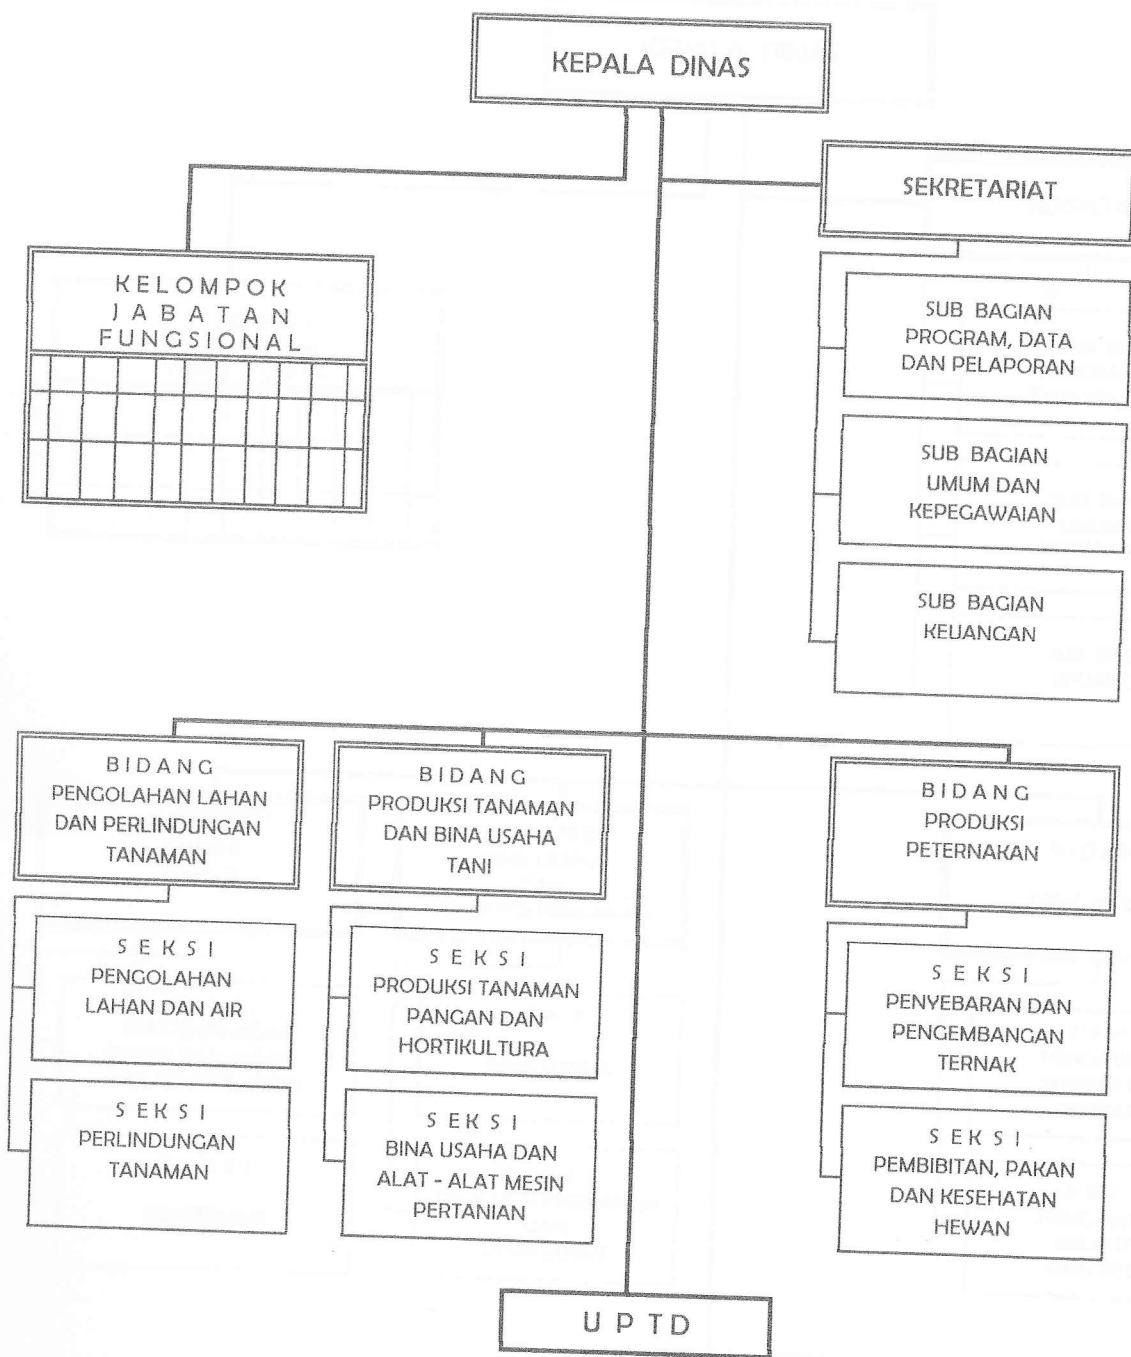 KEPALA DINAS
SEKRETARIAT
KELOMPOK
JABATAN
FUNGSIONAL
SUB BAGIAN
PROGRAM, DATA
DAN PELAPORAN
SUB BAGIAN
UMUM DAN
KEPEGAWAIAN
SUB BAGIAN
KEUANGAN
BIDANG
PENGOLAHAN LAHAN
DAN PERLINDUNGAN
TANAMAN
SEKSI
PENGOLAHAN
LAHAN DAN AIR
SEKSI
PERLINDUNGAN
TANAMAN
BIDANG
PRODUKSI TANAMAN
DAN BINA USAHA
TANI
SEKSI
PRODUKSI TANAMAN
PANGAN DAN
HORTIKULTURA
SEKSI
BINA USAHA DAN
ALAT - ALAT MESIN
PERTANIAN
BIDANG
PRODUKSI
PETERNAKAN
SEKSI
PENYEBARAN DAN
PENGEMBANGAN
TERNAK
SEKSI
PEMBIBITAN, PAKAN
DAN KESEHATAN
HEWAN
UPTD